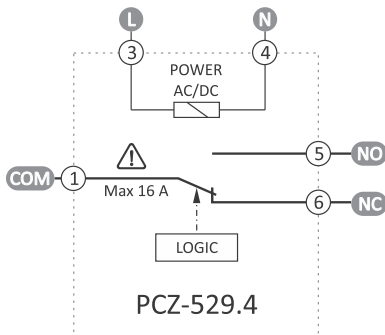 L N
3 4
POWER
AC/DC
5 NO
COM 1
Max 16 A
6 NC
LOGIC
PCZ-529.4